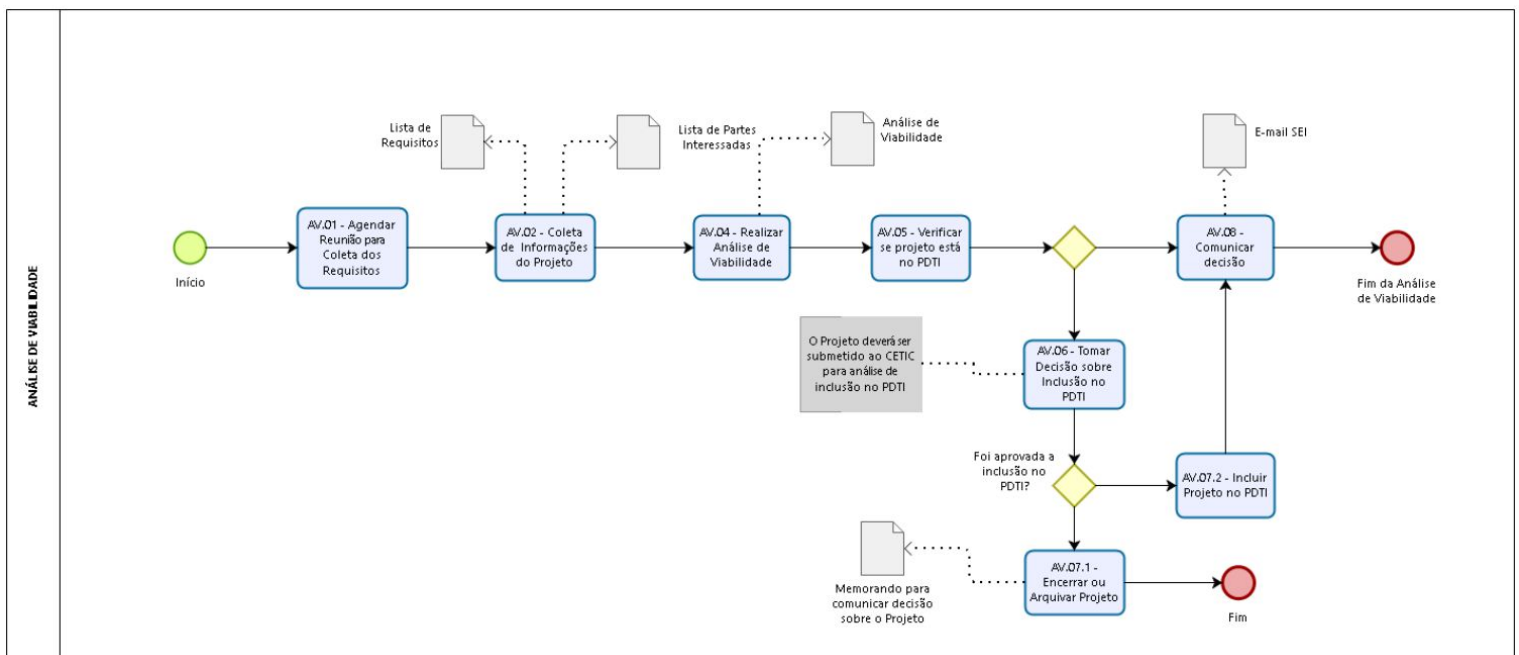 ANÁLISE DE VIABILIDADE
Lista de
Requisitos
Lista de Partes
Interessadas
Análise de
Viabilidade
E-mail SEI
Início
AV.01 - Agendar
Reunião para
Coleta dos
Requisitos
AV.02 - Coleta
de Informações
do Projeto
AV.04 - Realizar
Análise de
Viabilidade
AV.05 - Verificar
se projeto está
no PDTI
AV.08 -
Comunicar
decisão
Fim da Análise
de Viabilidade
O Projeto deverá ser
submetido ao CETIC
para análise de
inclusão no PDTI
AV.06 - Tomar
Decisão sobre
Inclusão no
PDTI
Foi aprovada a
inclusão no
PDTI?
AV.07.2 - Incluir
Projeto no PDTI
Memorando para
comunicar decisão
sobre o Projeto
AV.07.1 -
Encerrar ou
Arquivar Projeto
Fim